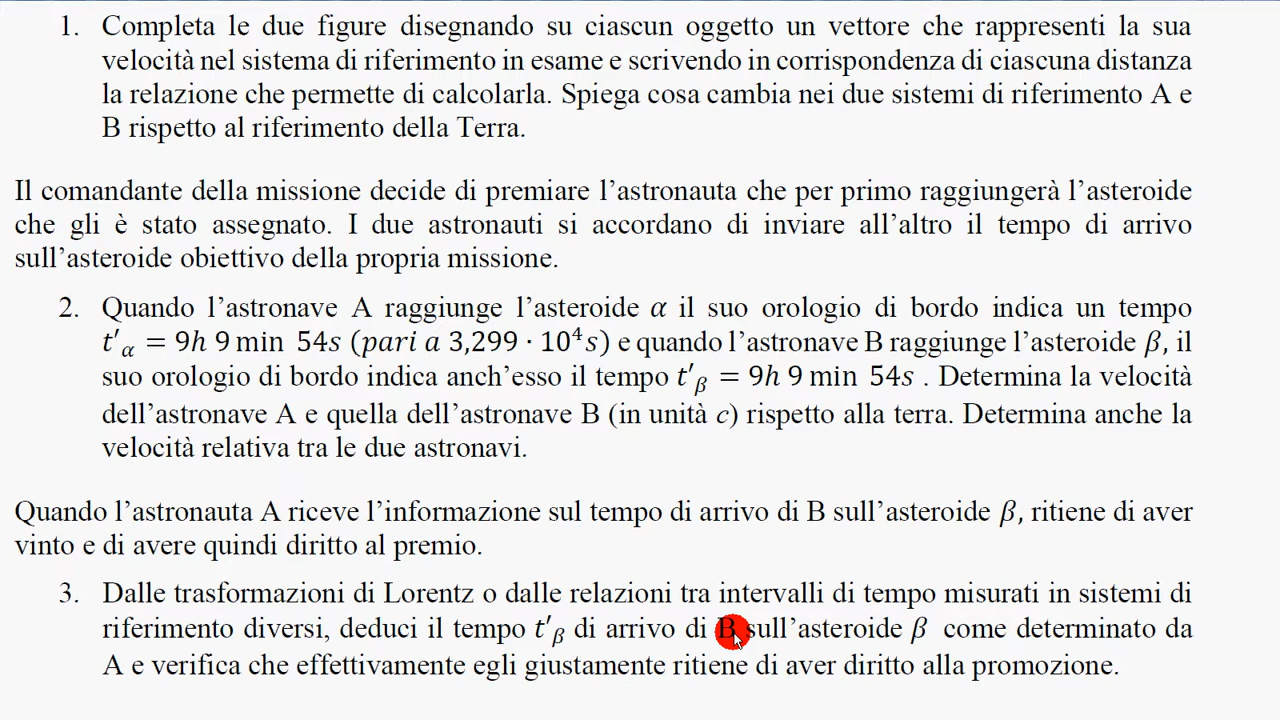 1. Completa le due figure disegnando su ciascun oggetto un vettore che rappresenti la sua
velocità nel sistema di riferimento in esame e scrivendo in corrispondenza di ciascuna distanza
la relazione che permette di calcolarla. Spiega cosa cambia nei due sistemi di riferimento A e
B rispetto al riferimento della Terra.
Il comandante della missione decide di premiare l’astronauta che per primo raggiungerà l’asteroide
che gli è stato assegnato. I due astronauti si accordano di inviare all’altro il tempo di arrivo
sull’asteroide obiettivo della propria missione.
2. Quando l’astronave A raggiunge l’asteroide α il suo orologio di bordo indica un tempo
t′α = 9h 9 min 54s (pari a 3,299 · 10⁴s) e quando l’astronave B raggiunge l’asteroide β, il
suo orologio di bordo indica anch’esso il tempo t′β = 9h 9 min 54s . Determina la velocità
dell’astronave A e quella dell’astronave B (in unità c) rispetto alla terra. Determina anche la
velocità relativa tra le due astronavi.
Quando l’astronauta A riceve l’informazione sul tempo di arrivo di B sull’asteroide β, ritiene di aver
vinto e di avere quindi diritto al premio.
3. Dalle trasformazioni di Lorentz o dalle relazioni tra intervalli di tempo misurati in sistemi di
riferimento diversi, deduci il tempo t′β di arrivo di B sull’asteroide β come determinato da
A e verifica che effettivamente egli giustamente ritiene di aver diritto alla promozione.